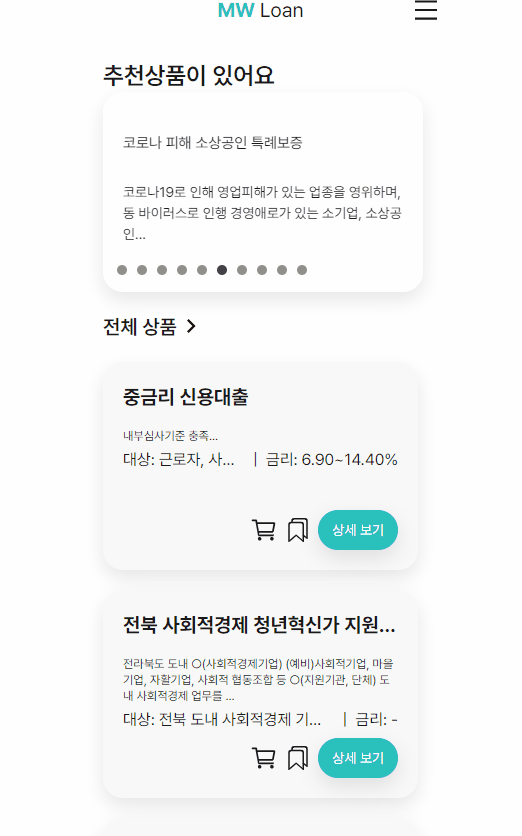 MW Loan
추천상품이 있어요
코로나 피해 소상공인 특례보증
코로나19로 인해 영업피해가 있는 업종을 영위하며,
동 바이러스로 인행 경영애로가 있는 소기업, 소상공
인...
전체 상품
중금리 신용대출
내부심사기준 충족...
대상: 근로자, 사... | 금리: 6.90~14.40%
상세 보기
전북 사회적경제 청년혁신가 지원...
전라북도 도내 ○(사회적경제기업) (예비)사회적기업, 마을
기업, 자활기업, 사회적 협동조합 등 ○(지원기관, 단체) 도
내 사회적경제 업무를 ...
대상: 전북 도내 사회적경제 기... | 금리: -
상세 보기